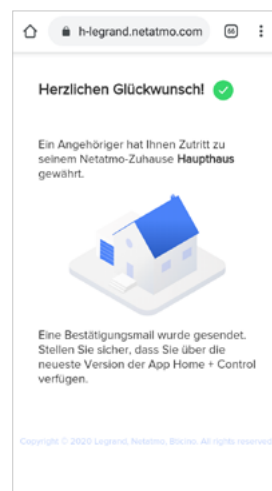 h-legrand.netatmo.com
66
Herzlichen Glückwunsch!
Ein Angehöriger hat Ihnen Zutritt zu
seinem Netatmo-Zuhause Haupthaus
gewährt.
Eine Bestätigungsmail wurde gesendet.
Stellen Sie sicher, dass Sie über die
neueste Version der App Home + Control
verfügen.
Copyright © 2020 Legrand, Netatmo, Bticino. All rights reserved